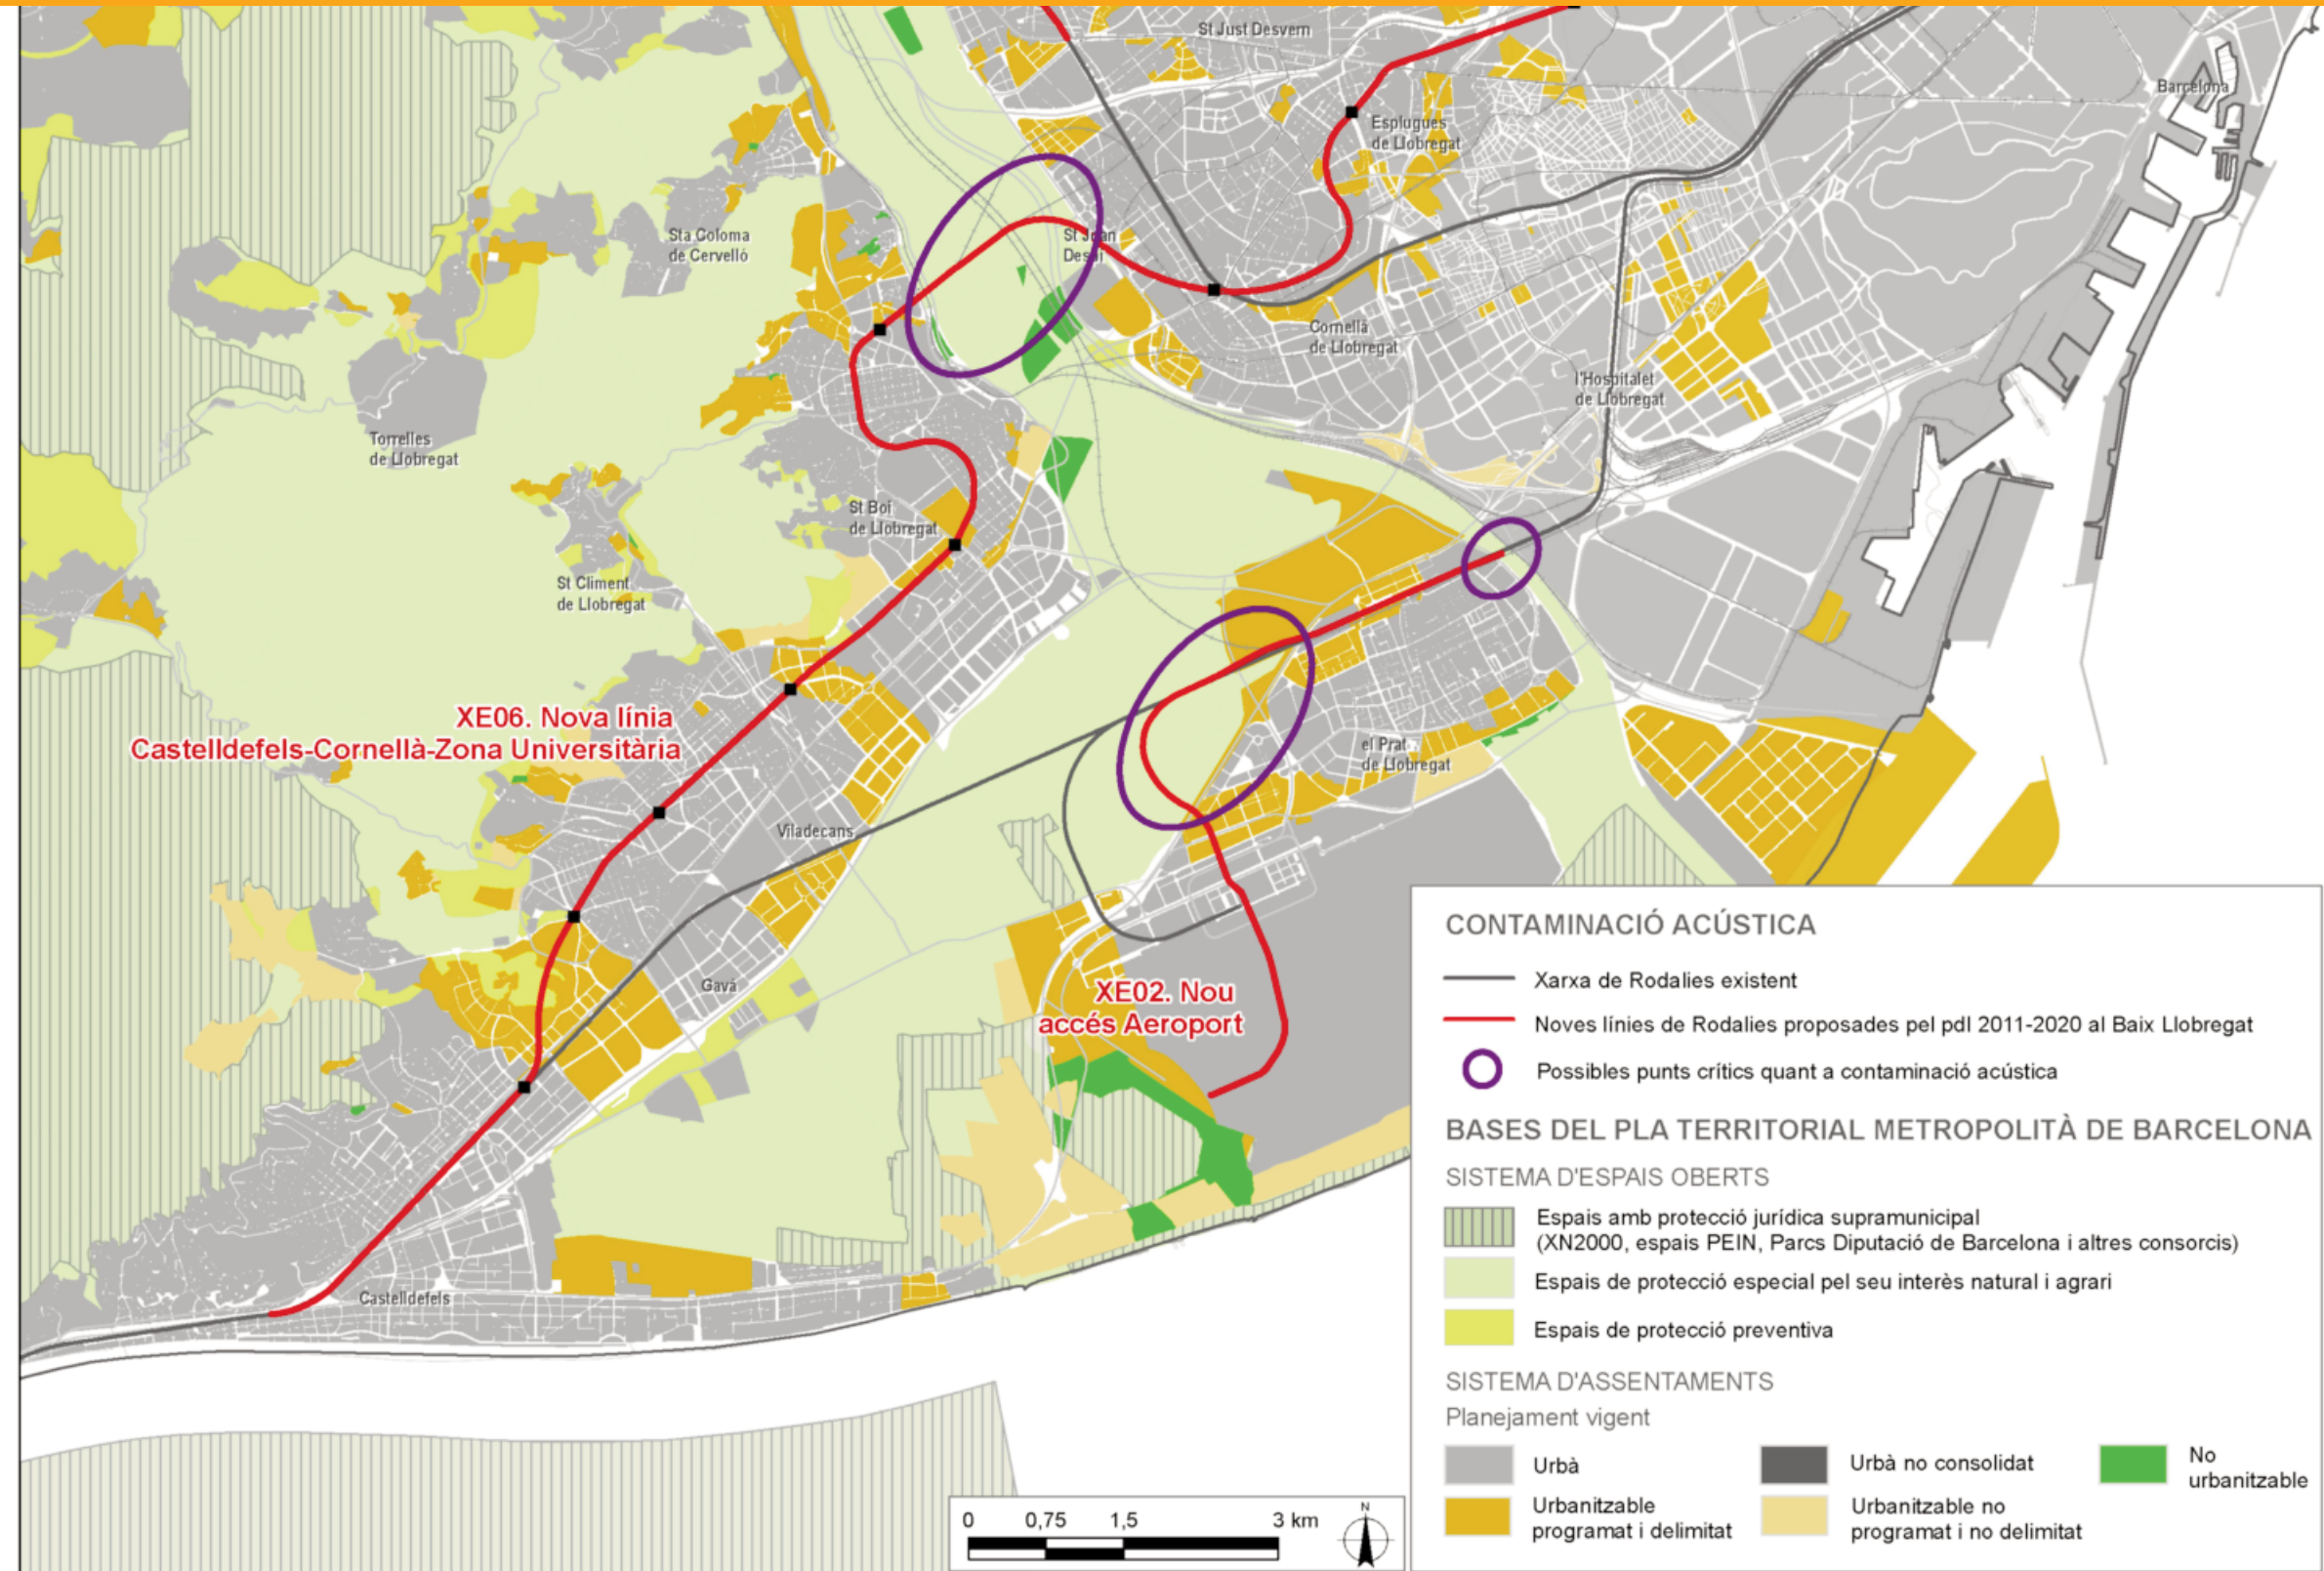 St Just Desvern
Barcelona
Esplugues
de Llobregat
Sta Coloma
de Cervelló
St Joan
Despí
Cornellà
de Llobregat
l'Hospitalet
de Llobregat
Torrelles
de Llobregat
St Boi
de Llobregat
St Climent
de Llobregat
XE06. Nova línia
Castelldefels-Cornellà-Zona Universitària
el Prat
de Llobregat
Viladecans
Gavà
XE02. Nou
accés Aeroport
Castelldefels
CONTAMINACIÓ ACÚSTICA
Xarxa de Rodalies existent
Noves línies de Rodalies proposades pel pdI 2011-2020 al Baix Llobregat
Possibles punts crítics quant a contaminació acústica
BASES DEL PLA TERRITORIAL METROPOLITÀ DE BARCELONA
SISTEMA D'ESPAIS OBERTS
Espais amb protecció jurídica supramunicipal
(XN2000, espais PEIN, Parcs Diputació de Barcelona i altres consorcis)
Espais de protecció especial pel seu interès natural i agrari
Espais de protecció preventiva
SISTEMA D'ASSENTAMENTS
Planejament vigent
Urbà
Urbà no consolidat
No
urbanitzable
Urbanitzable
programat i delimitat
Urbanitzable no
programat i no delimitat
0 0,75 1,5 3 km
N